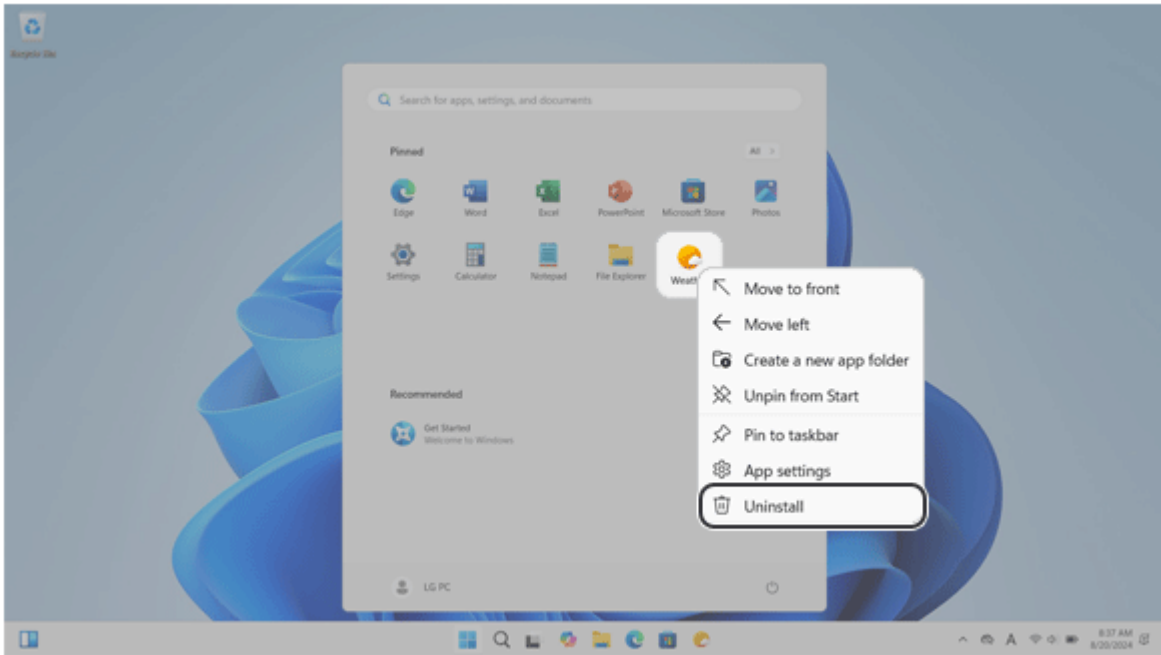 Recycle Bin
Search for apps, settings, and documents
Pinned
All
Edge
Word
Excel
PowerPoint
Microsoft Store
Photos
Settings
Calculator
Notepad
File Explorer
Weath
Move to front
Move left
Create a new app folder
Unpin from Start
Pin to taskbar
App settings
Uninstall
Recommended
Get Started
Welcome to Windows
LG PC
A
8:37 AM
8/20/2024